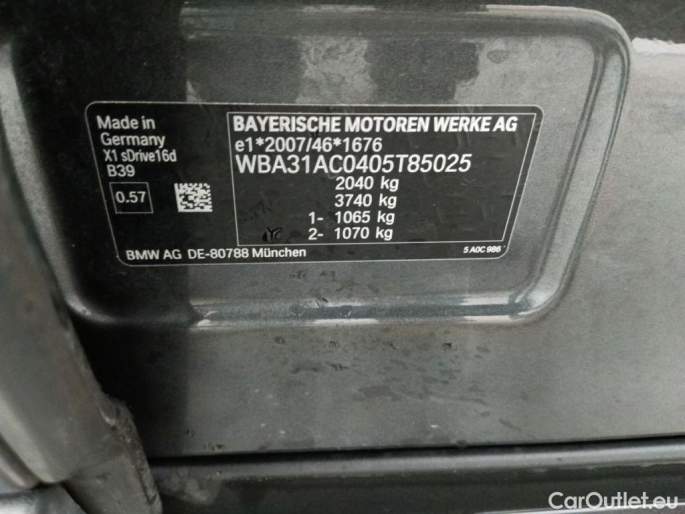 Made in
Germany
X1 sDrive16d
B39
0.57
BAYERISCHE MOTOREN WERKE AG
e1*2007/46*1676
WBA31AC0405T85025
2040 kg
3740 kg
1- 1065 kg
2- 1070 kg
BMW AG DE-80788 München
5 A0C 986
CarOutlet.eu